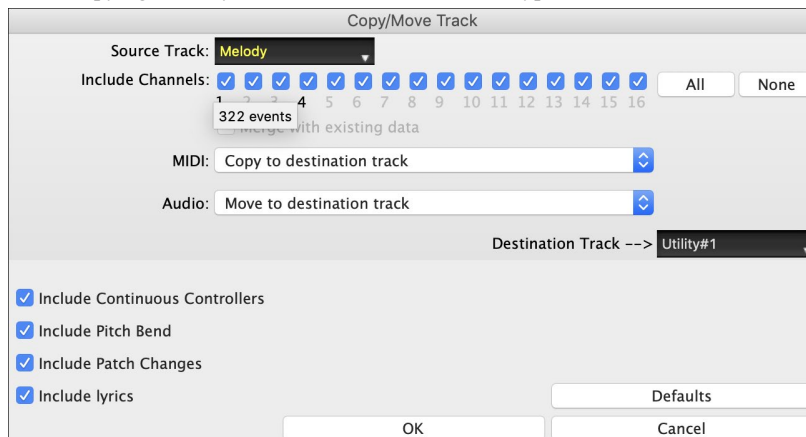 Copy/Move Track
Source Track: Melody
Include Channels: All None
1 4 5 6 7 8 9 10 11 12 13 14 15 16
322 events
with existing data
MIDI: Copy to destination track
Audio: Move to destination track
Destination Track --> Utility#1
Include Continuous Controllers
Include Pitch Bend
Include Patch Changes
Include lyrics Defaults
OK Cancel